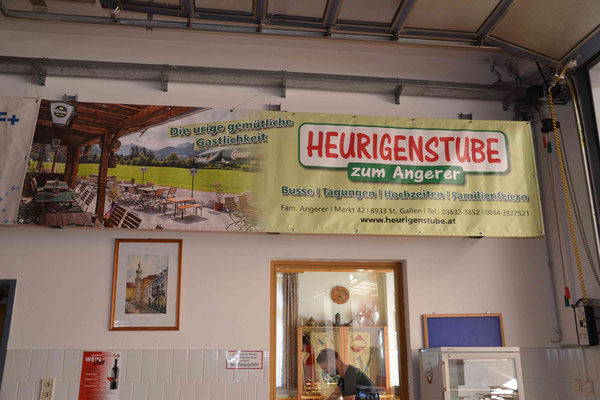 Die urige gemütliche
Gastlichkeit
HEURIGENSTUBE
zum Angerer
Busse | Tagungen | Hochzeiten | Familienfeiern
Fam. Angerer | Markt 42 | 8933 St. Gallen | Tel.: 03632-3852 | 0664-3927521
www.heurigenstube.at
WEIN